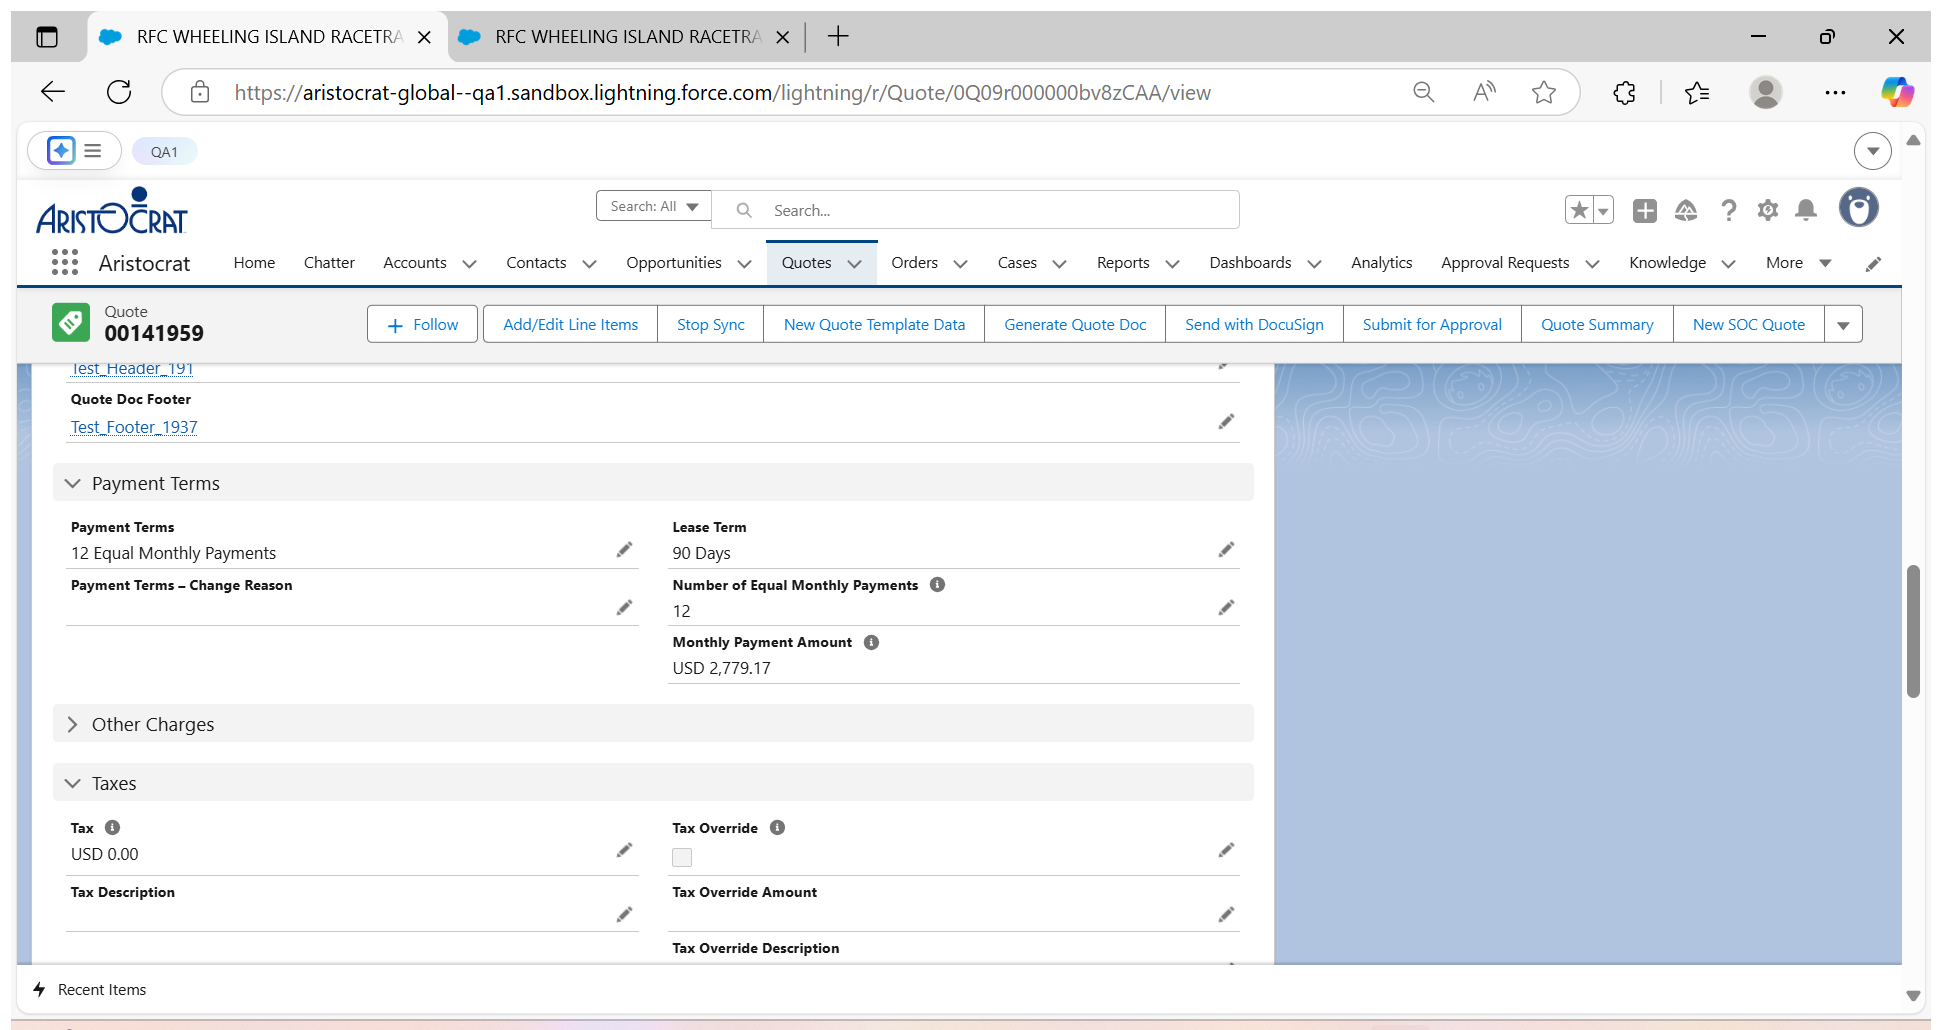 RFC WHEELING ISLAND RACETRA
RFC WHEELING ISLAND RACETRA
https://aristocrat-global--qa1.sandbox.lightning.force.com/lightning/r/Quote/0Q09r000000bv8zCAA/view
QA1
ARISTOCRAT
Search: All
Search...
Aristocrat
Home
Chatter
Accounts
Contacts
Opportunities
Quotes
Orders
Cases
Reports
Dashboards
Analytics
Approval Requests
Knowledge
More
Quote
00141959
Follow
Add/Edit Line Items
Stop Sync
New Quote Template Data
Generate Quote Doc
Send with DocuSign
Submit for Approval
Quote Summary
New SOC Quote
Test_Header_191
Quote Doc Footer
Test_Footer_1937
Payment Terms
Payment Terms
12 Equal Monthly Payments
Lease Term
90 Days
Payment Terms – Change Reason
Number of Equal Monthly Payments
12
Monthly Payment Amount
USD 2,779.17
Other Charges
Taxes
Tax
USD 0.00
Tax Override
Tax Description
Tax Override Amount
Tax Override Description
Recent Items